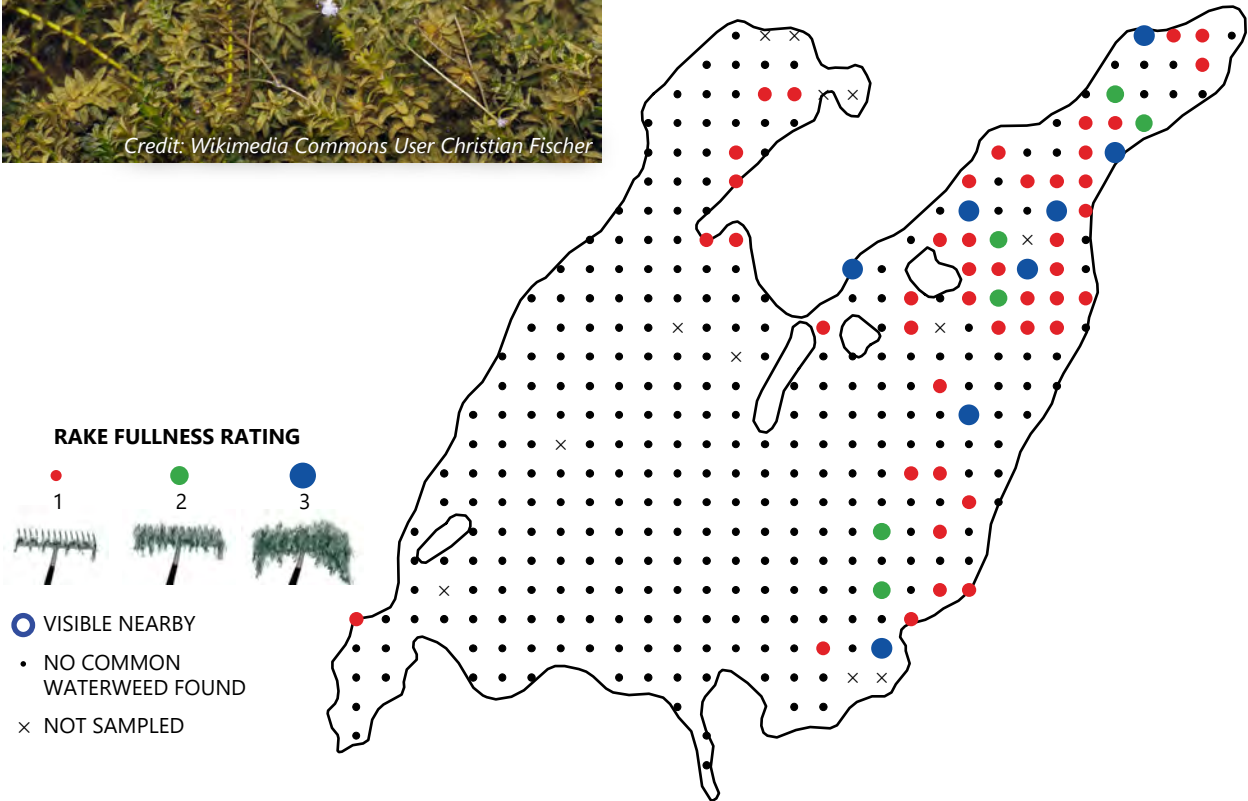 Credit: Wikimedia Commons User Christian Fischer
RAKE FULLNESS RATING
1 2 3
VISIBLE NEARBY
NO COMMON
WATERWEED FOUND
NOT SAMPLED